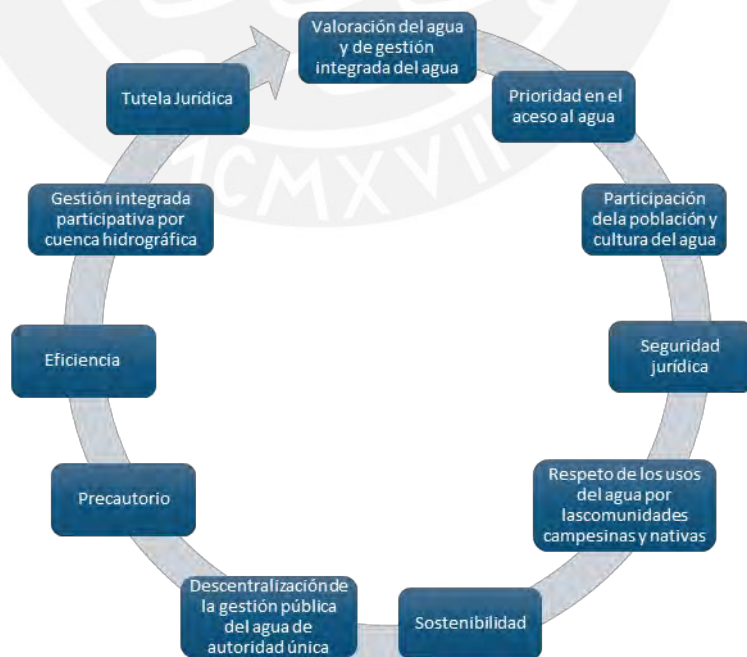 Valoración del agua
y de gestión
integrada del agua
Prioridad en el
aceso al agua
Participación
dela población y
cultura del agua
Seguridad
jurídica
Respeto de los usos
del agua por
lascomunidades
campesinas y nativas
Sostenibilidad
Descentralización de
la gestión pública
del agua de
autoridad única
Precautorio
Eficiencia
Gestión integrada
participativa por
cuenca hidrográfica
Tutela Jurídica
MCMXVII